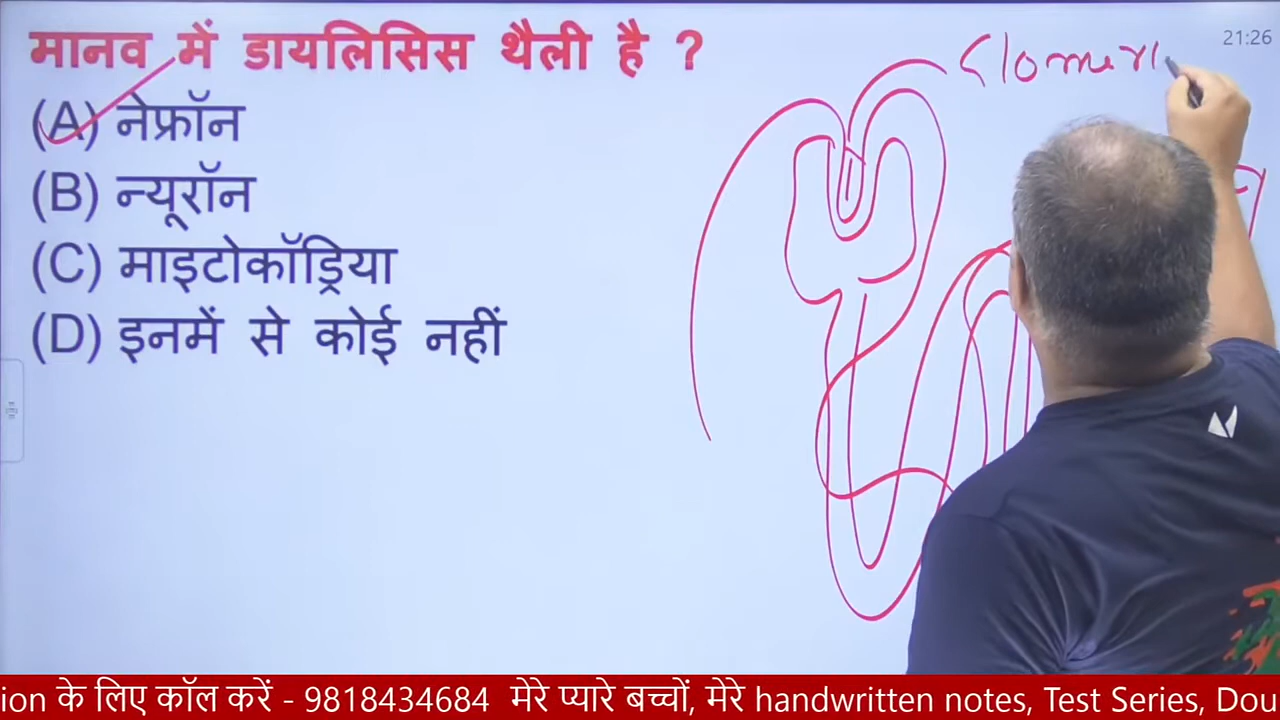 मानव में डायलिसिस थैली है ?
21:26
(A) नेफ्रॉन
(B) न्यूरॉन
(C) माइटोकॉड्रिया
(D) इनमें से कोई नहीं
ion के लिए कॉल करें - 9818434684 मेरे प्यारे बच्चों, मेरे handwritten notes, Test Series, Dou